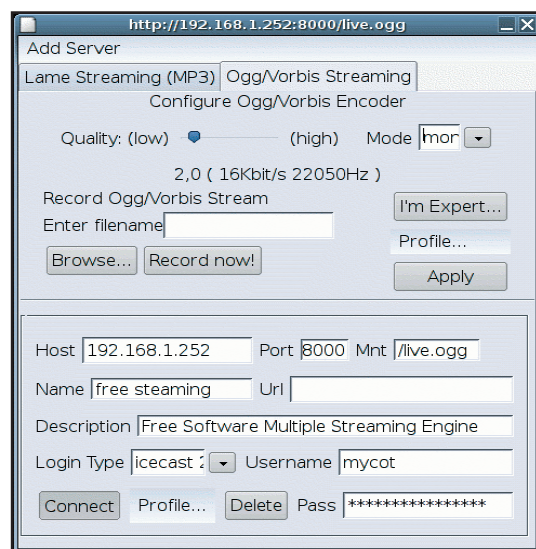 http://192.168.1.252:8000/live.ogg
Add Server
Lame Streaming (MP3) Ogg/Vorbis Streaming
Configure Ogg/Vorbis Encoder
Quality: (low) (high) Mode mor
2,0 ( 16Kbit/s 22050Hz )
Record Ogg/Vorbis Stream
I'm Expert...
Enter filename
Profile...
Browse... Record now!
Apply
Host 192.168.1.252 Port 8000 Mnt /live.ogg
Name free steaming Url
Description Free Software Multiple Streaming Engine
Login Type icecast 2 Username mycot
Connect Profile... Delete Pass ****************